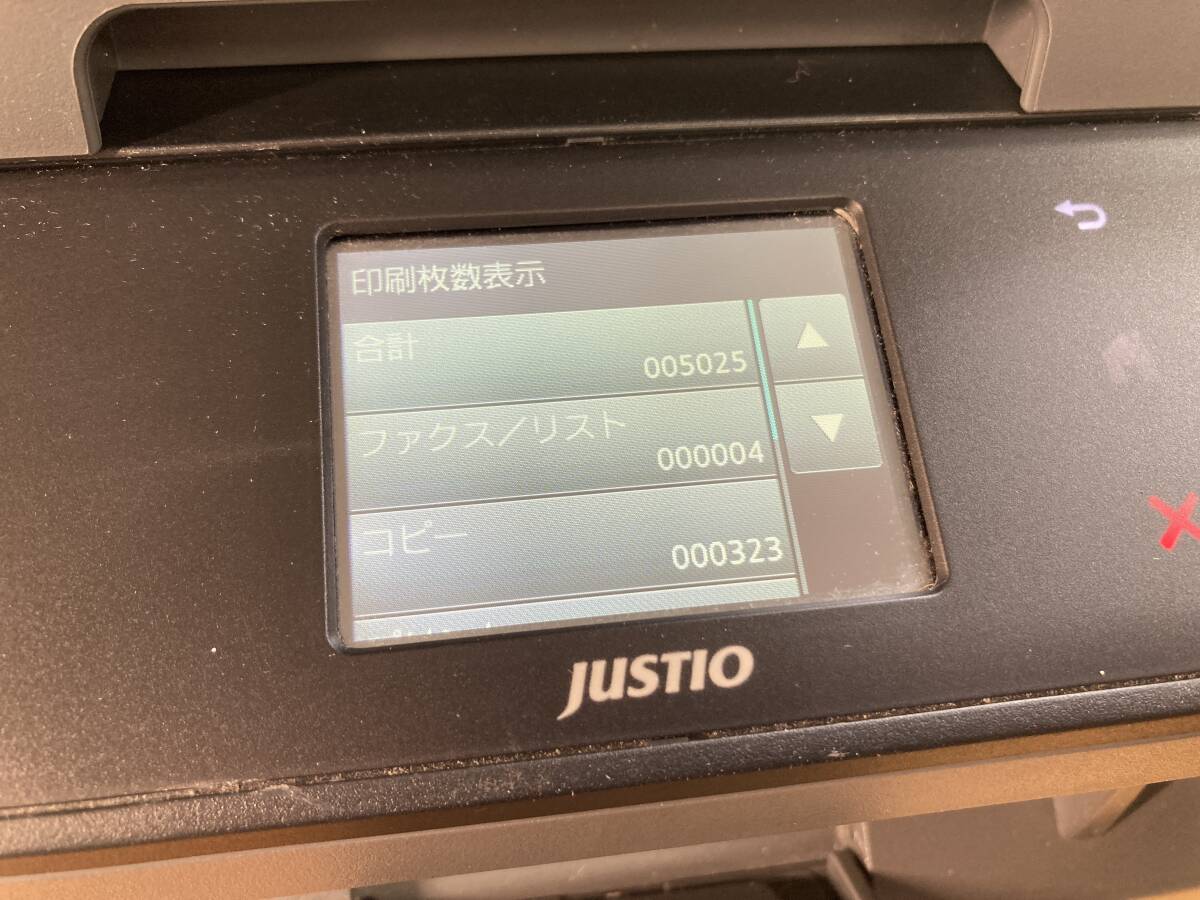 印刷枚数表示
合計
005025
ファクス／リスト
000004
コピー
000323
JUSTIO